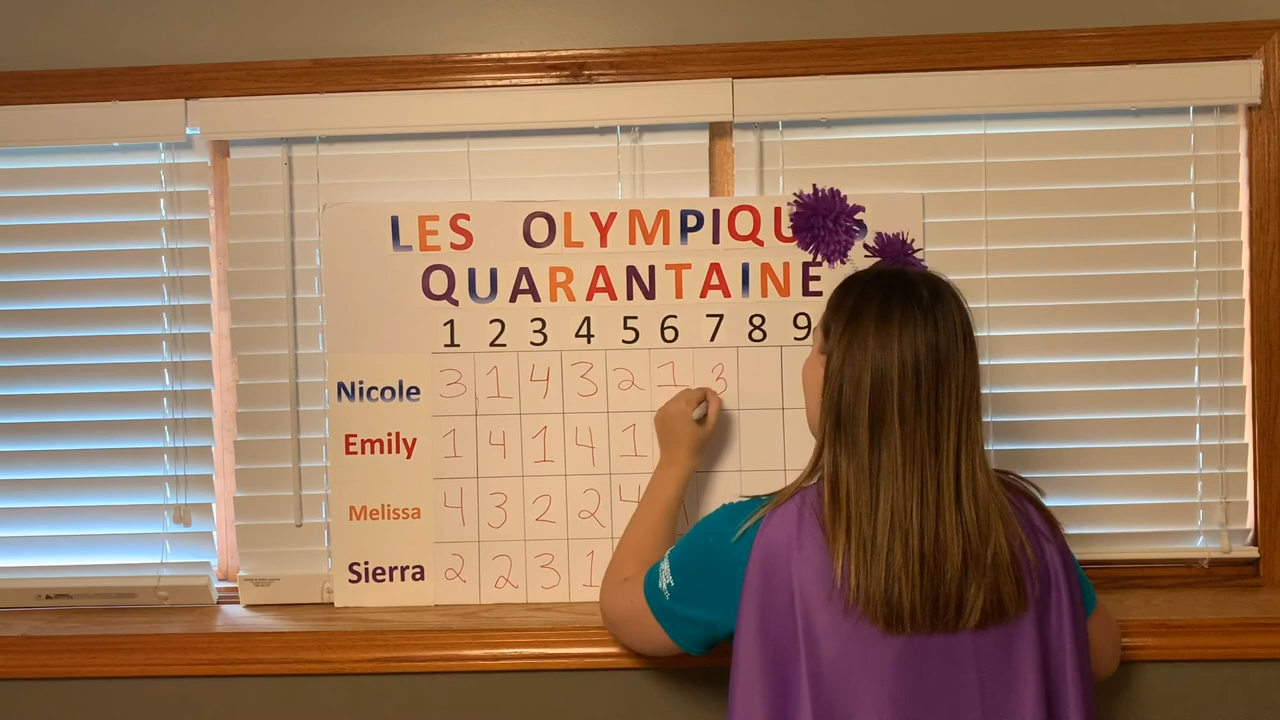 LES OLYMPIQUES
QUARANTAINE
1 2 3 4 5 6 7 8 9
Nicole 3 1 4 3 2 1 3
Emily 1 4 1 4 1
Melissa 4 3 2 2 4
Sierra 2 2 3 1